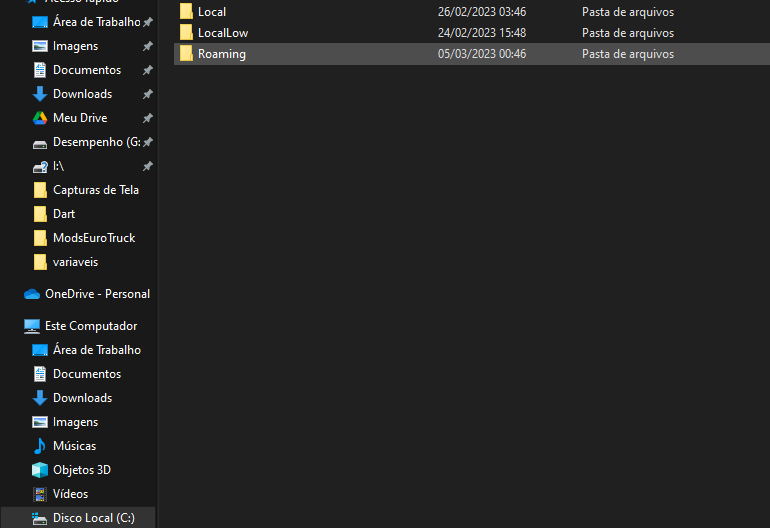 Acesso rápido
Área de Trabalho
Imagens
Documentos
Downloads
Meu Drive
Desempenho (G:
I:\
Capturas de Tela
Dart
ModsEuroTruck
variaveis
OneDrive - Personal
Este Computador
Área de Trabalho
Documentos
Downloads
Imagens
Músicas
Objetos 3D
Vídeos
Disco Local (C:)
Local 26/02/2023 03:46 Pasta de arquivos
LocalLow 24/02/2023 15:48 Pasta de arquivos
Roaming 05/03/2023 00:46 Pasta de arquivos